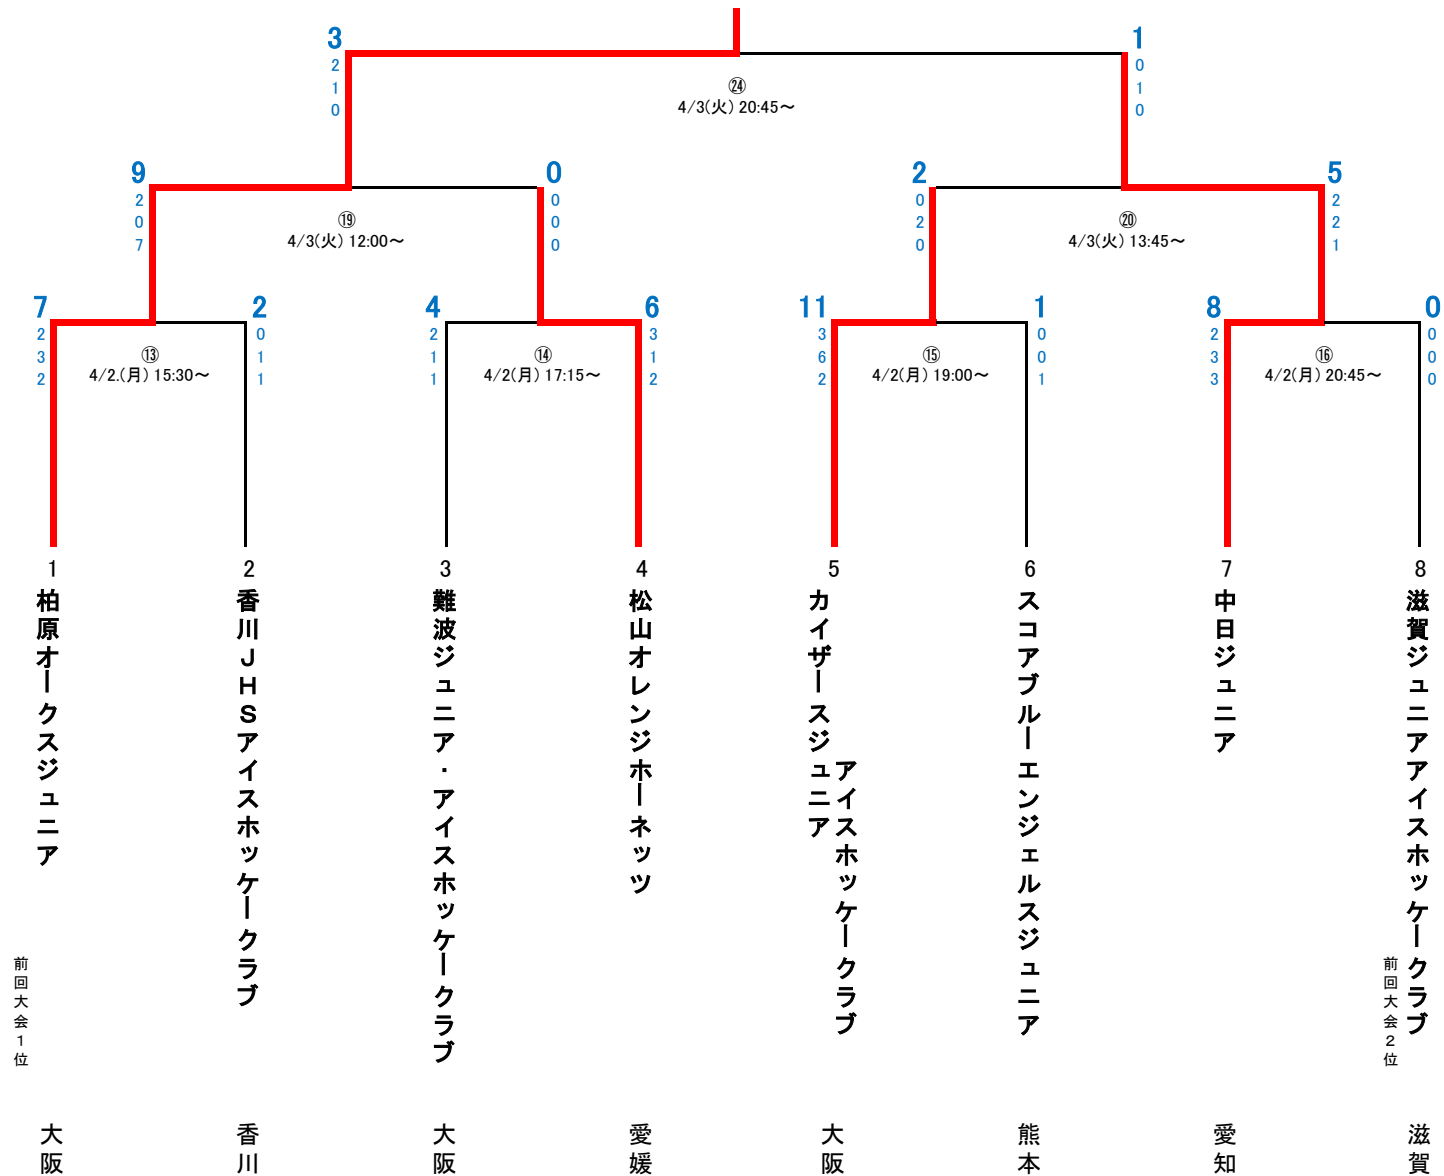 3
2
1
0
1
0
1
0
㉔
4/3(火) 20:45～
9
2
0
7
0
0
0
0
⑲
4/3(火) 12:00～
2
0
2
0
5
2
2
1
⑳
4/3(火) 13:45～
7
2
3
2
2
0
1
1
⑬
4/2.(月) 15:30～
4
2
1
1
6
3
1
2
⑭
4/2(月) 17:15～
11
3
6
2
1
0
0
1
⑮
4/2(月) 19:00～
8
2
3
3
0
0
0
0
⑯
4/2(月) 20:45～
1
柏原オークスジュニア
前回大会1位
大阪
2
香川JHSアイスホッケークラブ
香川
3
難波ジュニア・アイスホッケークラブ
大阪
4
松山オレンジホーネッツ
愛媛
5
カイザースジュニア
アイスホッケークラブ
大阪
6
スコアブルーエンジェルスジュニア
熊本
7
中日ジュニア
愛知
8
滋賀ジュニアアイスホッケークラブ
前回大会2位
滋賀